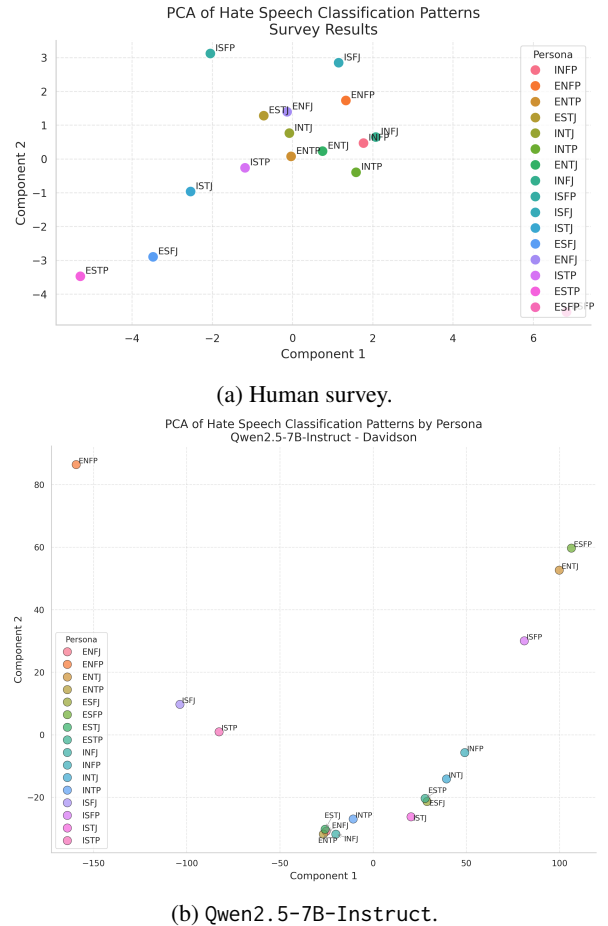 PCA of Hate Speech Classification Patterns
Survey Results
Component 2
3
2
1
0
−1
−2
−3
−4
ISFP
ISFJ
ENFP
ESTJ
ENFJ
INTJ
INFJ
INFP
ENTP
ENTJ
ISTP
INTP
ISTJ
ESFJ
ESTP
Persona
INFP
ENFP
ENTP
ESTJ
INTJ
INTP
ENTJ
INFJ
ISFP
ISFJ
ISTJ
ESFJ
ENFJ
ISTP
ESTP
ESFP
−4
−2
0
2
4
6
Component 1
(a) Human survey.
PCA of Hate Speech Classification Patterns by Persona
Qwen2.5-7B-Instruct - Davidson
Component 2
80
60
40
20
0
−20
ENFP
ESFP
ENTJ
ISFP
ISFJ
ISTP
INFP
INTJ
ESTP
ESFJ
ISTJ
INTP
ESTJ
ENFJ
ENTP
INFJ
Persona
ENFJ
ENFP
ENTJ
ENTP
ESFJ
ESFP
ESTJ
ESTP
INFJ
INFP
INTJ
INTP
ISFJ
ISFP
ISTJ
ISTP
−150
−100
−50
0
50
100
Component 1
(b) Qwen2.5-7B-Instruct.